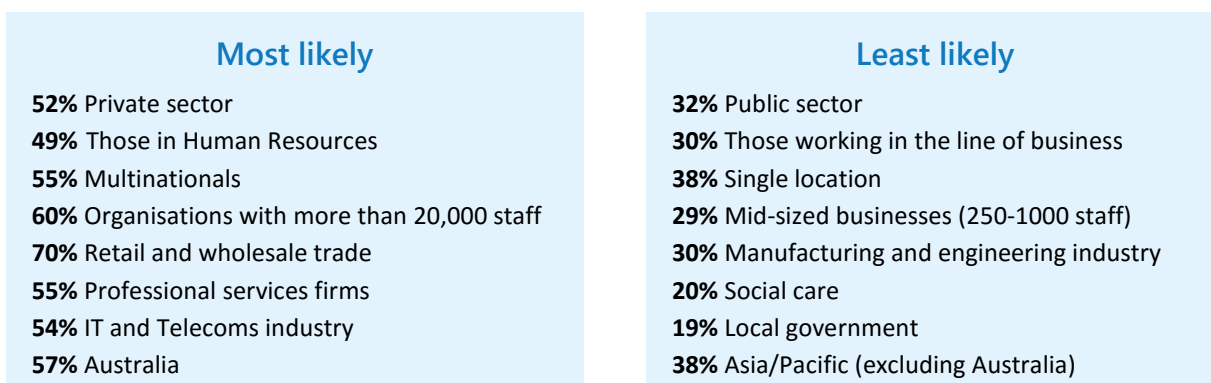 Most likely
52% Private sector
49% Those in Human Resources
55% Multinationals
60% Organisations with more than 20,000 staff
70% Retail and wholesale trade
55% Professional services firms
54% IT and Telecoms industry
57% Australia
Least likely
32% Public sector
30% Those working in the line of business
38% Single location
29% Mid-sized businesses (250-1000 staff)
30% Manufacturing and engineering industry
20% Social care
19% Local government
38% Asia/Pacific (excluding Australia)